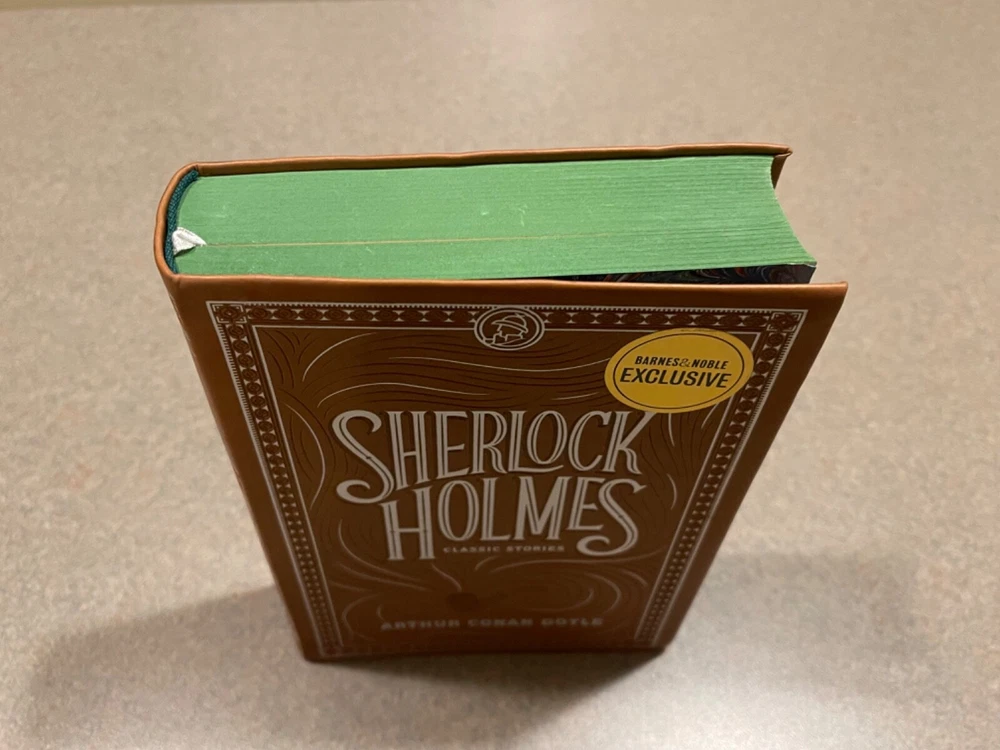 BARNES&NOBLE
EXCLUSIVE
SHERLOCK
HOLMES
CLASSIC STORIES
ARTHUR CONAN DOYLE